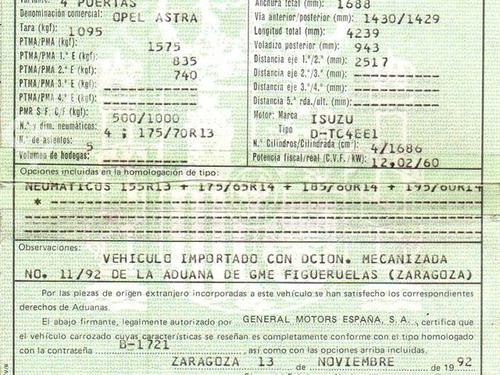 Variante: 4 PUERTAS
Denominación comercial: OPEL ASTRA
Tara (kgf): 1095
PTMA/PMA (kgf): 1575
PTMA/PMA 1.ª E (kgf): 835
PTMA/PMA 2.ª E (kgf): 740
PTMA/PMA 3.ª E (kgf):
PTMA/PMA 4.ª E (kgf):
PMR S.F./C.F (kgf): 500/1000
N.º y dim. neumáticos: 4 ; 175/70R13
N.º de asientos: 5
Volumen de bodegas:
Anchura total (mm): 1688
Vía anterior/posterior (mm): 1430/1429
Longitud total (mm): 4239
Voladizo posterior (mm): 943
Distancia eje 1.º/2.º (mm): 2517
Distancia eje 2.º/3.º (mm):
Distancia eje 3.º/4.º (mm):
Distancia 5.ª rda./ult. (mm):
Motor: Marca ISUZU
Tipo D-TC4EE1
N.º Cilindros/Cilindrada (cm³): 4/1686
Potencia fiscal/real (C.V.F./kW): 12,02/60
Opciones incluidas en la homologación de tipo:
NEUMATICOS 155R13 + 175/65R14 + 185/60R14 + 195/60R14
*
Observaciones:
VEHICULO IMPORTADO CON DCION. MECANIZADA
NO. 11/92 DE LA ADUANA DE GME FIGUERUELAS (ZARAGOZA)
Por las piezas de origen extranjero incorporadas a este vehículo se han satisfecho los correspondientes
derechos de Aduanas.
El abajo firmante, legalmente autorizado por GENERAL MOTORS ESPAÑA, S.A., certifica que
el vehículo carrozado cuyas características se reseñan es completamente conforme con el tipo homologado
con la contraseña B-1721, así como con las opciones arriba incluidas.
ZARAGOZA 13 de NOVIEMBRE de 19 92